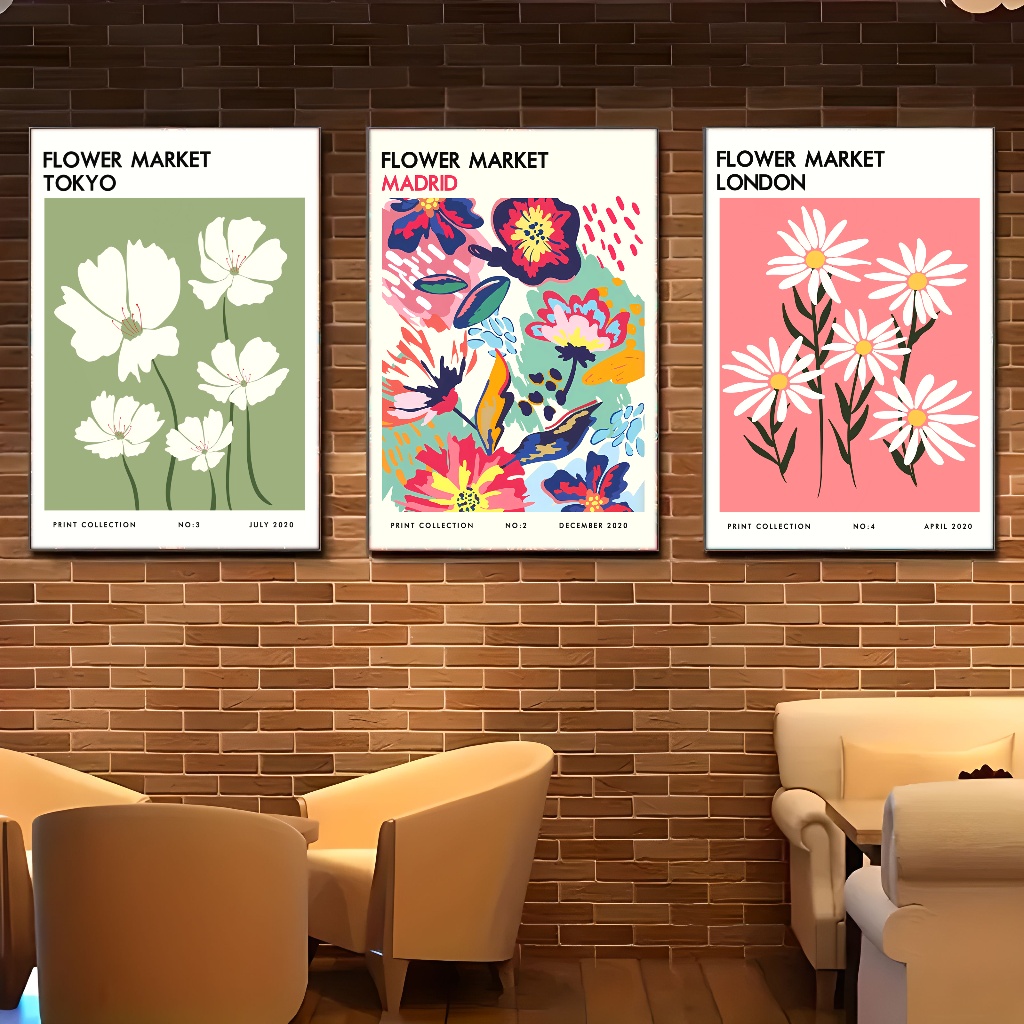 FLOWER MARKET
TOKYO
PRINT COLLECTION NO:3 JULY 2020
FLOWER MARKET
MADRID
PRINT COLLECTION NO:2 DECEMBER 2020
FLOWER MARKET
LONDON
PRINT COLLECTION NO:4 APRIL 2020